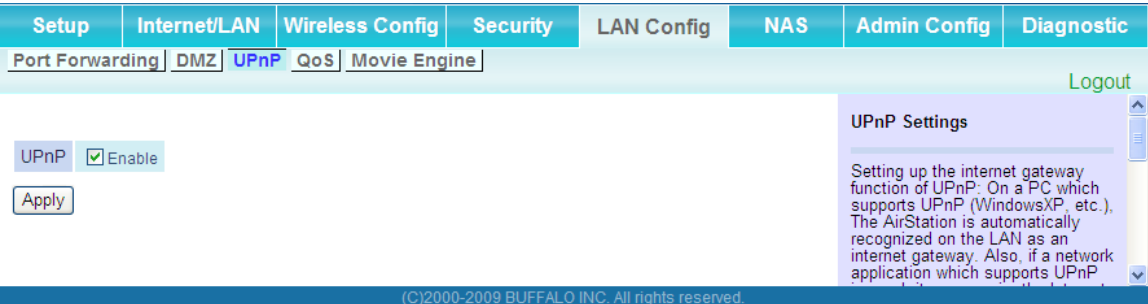 Setup Internet/LAN Wireless Config Security LAN Config NAS Admin Config Diagnostic
Port Forwarding DMZ UPnP QoS Movie Engine
Logout
UPnP Enable
Apply
UPnP Settings
Setting up the internet gateway
function of UPnP: On a PC which
supports UPnP (WindowsXP, etc.),
The AirStation is automatically
recognized on the LAN as an
internet gateway. Also, if a network
application which supports UPnP
(C)2000-2009 BUFFALO INC. All rights reserved.